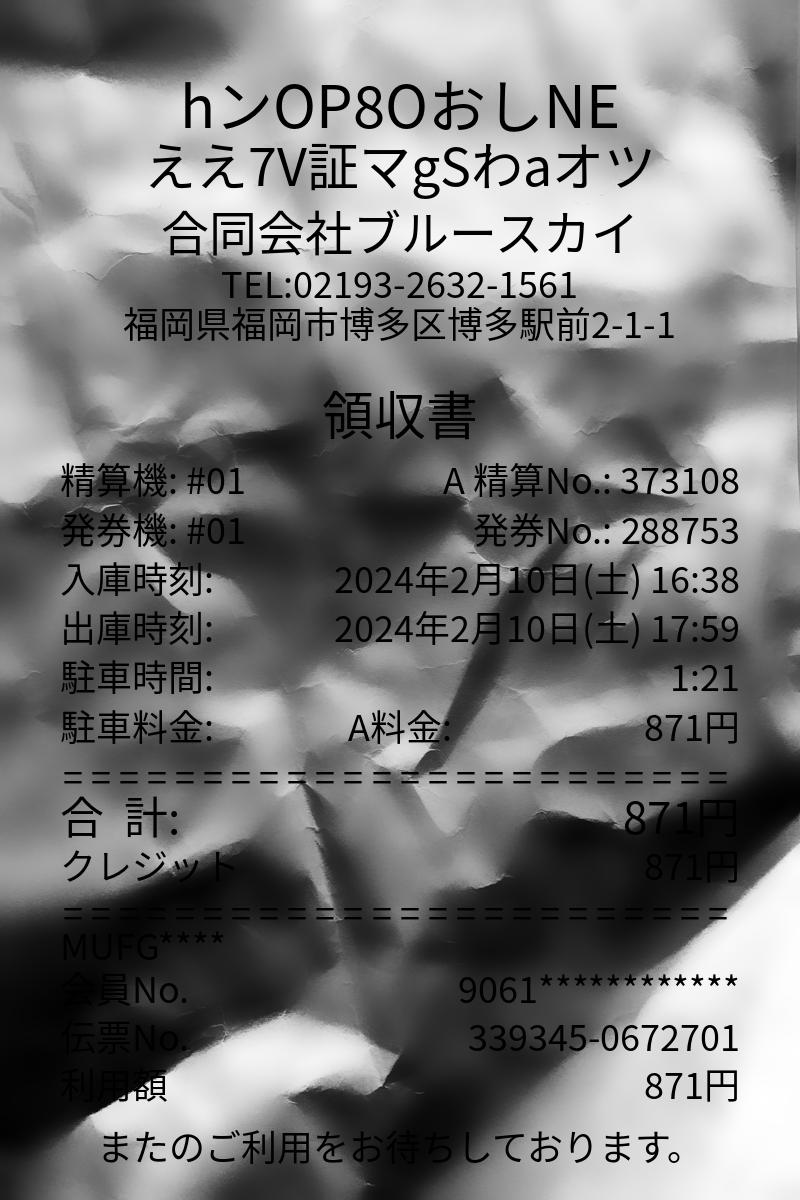 hンOP8OおしNE
ええ7V証マgSわaオツ
合同会社ブルースカイ
TEL:02193-2632-1561
福岡県福岡市博多区博多駅前2-1-1
領収書
精算機: #01 A 精算No.: 373108
発券機: #01 発券No.: 288753
入庫時刻: 2024年2月10日(土) 16:38
出庫時刻: 2024年2月10日(土) 17:59
駐車時間: 1:21
駐車料金: A料金: 871円
========================
合 計: 871円
クレジット 871円
========================
MUFG****
会員No. 9061************
伝票No. 339345-0672701
利用額 871円
またのご利用をお待ちしております。